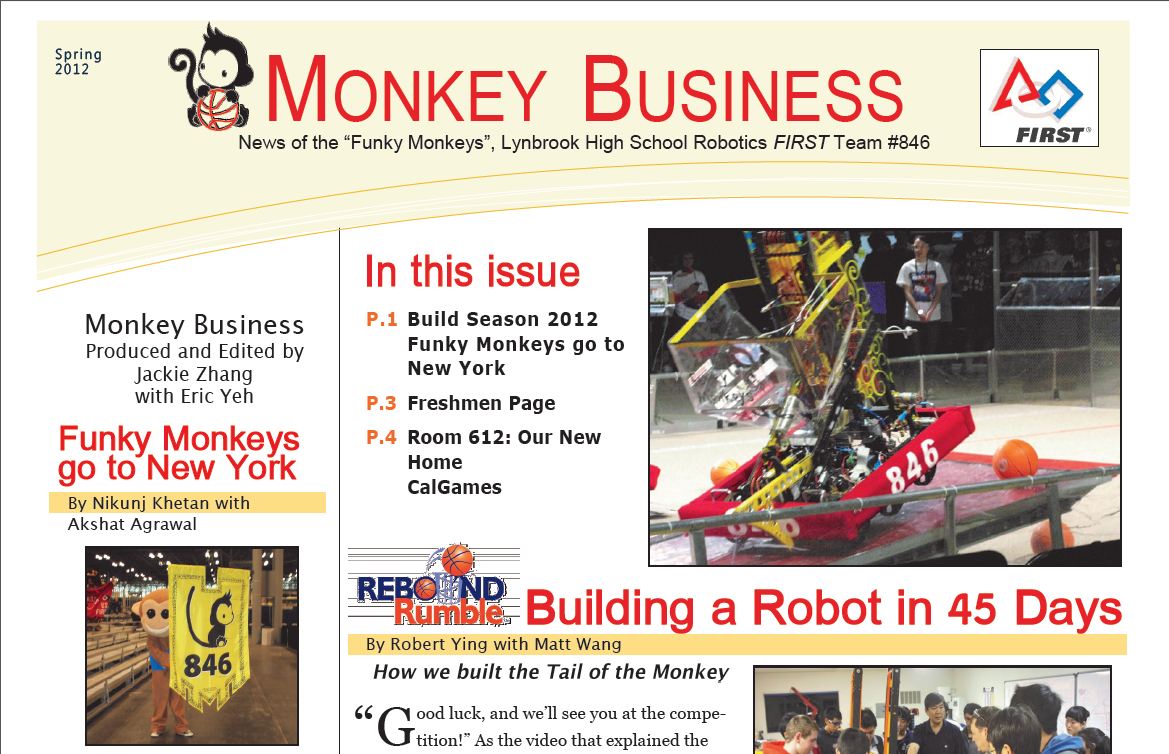 Spring
2012
MONKEY BUSINESS
News of the “Funky Monkeys”, Lynbrook High School Robotics FIRST Team #846
FIRST®
Monkey Business
Produced and Edited by
Jackie Zhang
with Eric Yeh
Funky Monkeys
go to New York
By Nikunj Khetan with
Akshat Agrawal
846
In this issue
P.1 Build Season 2012
Funky Monkeys go to
New York
P.3 Freshmen Page
P.4 Room 612: Our New
Home
CalGames
846
REBOUND
Rumble
Building a Robot in 45 Days
By Robert Ying with Matt Wang
How we built the Tail of the Monkey
“Good luck, and we’ll see you at the compe-
tition!” As the video that explained the